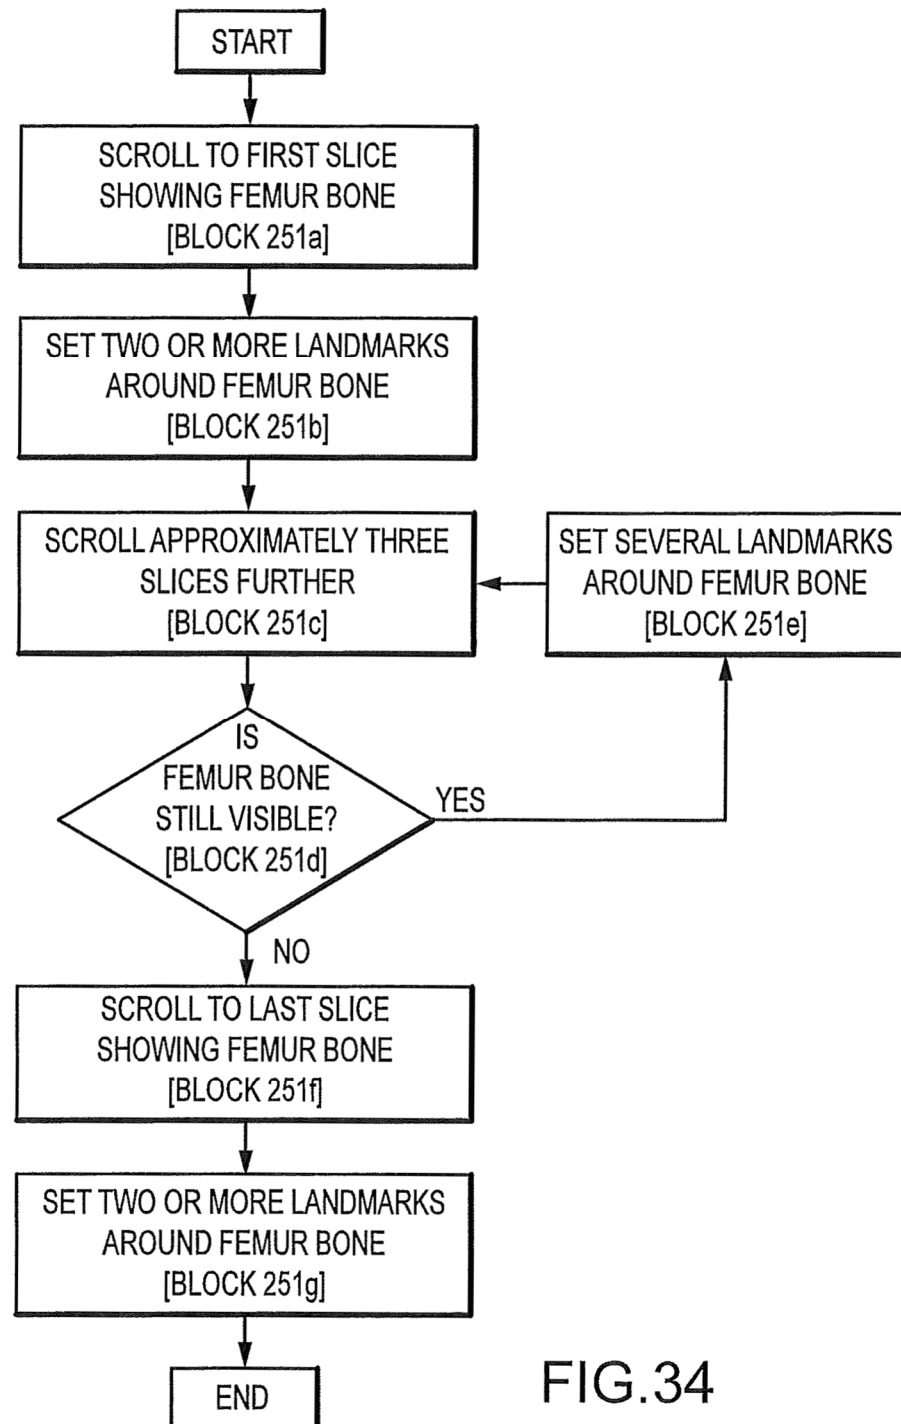 START
SCROLL TO FIRST SLICE
SHOWING FEMUR BONE
[BLOCK 251a]
SET TWO OR MORE LANDMARKS
AROUND FEMUR BONE
[BLOCK 251b]
SCROLL APPROXIMATELY THREE
SLICES FURTHER
[BLOCK 251c]
SET SEVERAL LANDMARKS
AROUND FEMUR BONE
[BLOCK 251e]
IS
FEMUR BONE
STILL VISIBLE?
[BLOCK 251d]
YES
NO
SCROLL TO LAST SLICE
SHOWING FEMUR BONE
[BLOCK 251f]
SET TWO OR MORE LANDMARKS
AROUND FEMUR BONE
[BLOCK 251g]
END
FIG.34